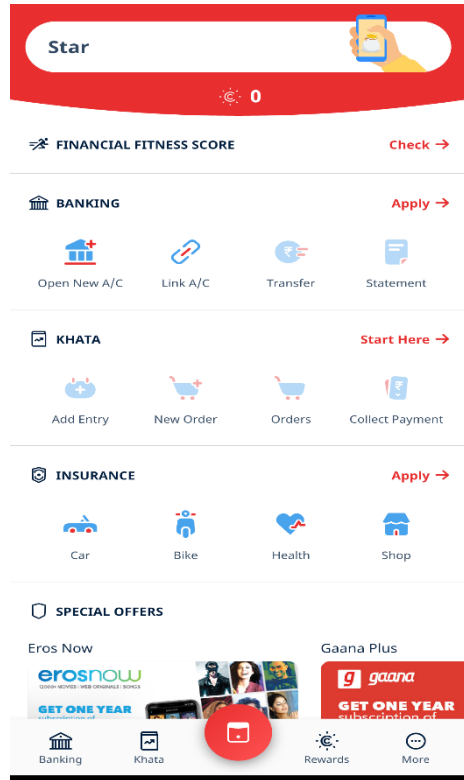 Star
0
FINANCIAL FITNESS SCORE
Check →
BANKING
Apply →
Open New A/C
Link A/C
Transfer
Statement
KHATA
Start Here →
Add Entry
New Order
Orders
Collect Payment
INSURANCE
Apply →
Car
Bike
Health
Shop
SPECIAL OFFERS
Eros Now
Gaana Plus
erosnow
GET ONE YEAR
subscription of
g gaana
GET ONE YEAR
subscription of
Banking
Khata
Rewards
More